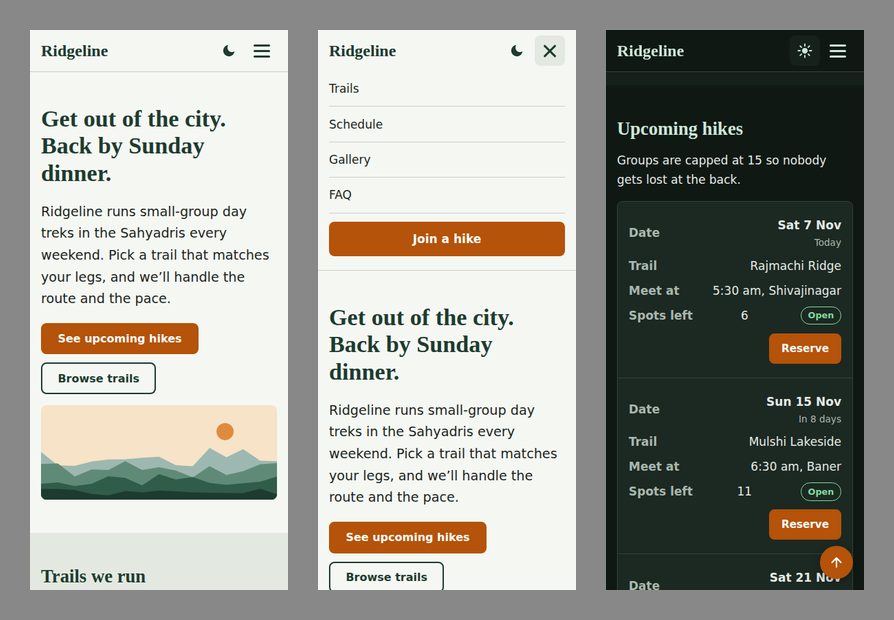 Ridgeline
Get out of the city.
Back by Sunday
dinner.
Ridgeline runs small-group day
treks in the Sahyadris every
weekend. Pick a trail that matches
your legs, and we’ll handle the
route and the pace.
See upcoming hikes
Browse trails
Trails we run
Ridgeline
Trails
Schedule
Gallery
FAQ
Join a hike
Get out of the city.
Back by Sunday
dinner.
Ridgeline runs small-group day
treks in the Sahyadris every
weekend. Pick a trail that matches
your legs, and we’ll handle the
route and the pace.
See upcoming hikes
Browse trails
Ridgeline
Upcoming hikes
Groups are capped at 15 so nobody
gets lost at the back.
Date Sat 7 Nov
Today
Trail Rajmachi Ridge
Meet at 5:30 am, Shivajinagar
Spots left 6 Open
Reserve
Date Sun 15 Nov
In 8 days
Trail Mulshi Lakeside
Meet at 6:30 am, Baner
Spots left 11 Open
Reserve
Date Sat 21 Nov